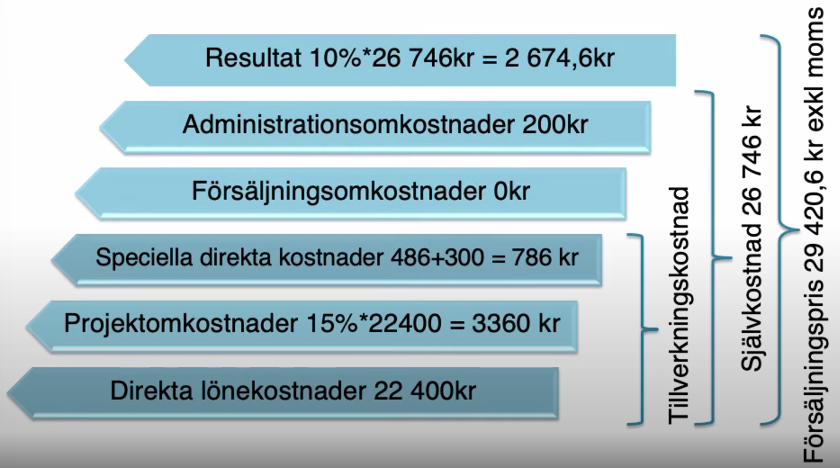 Resultat 10%*26 746kr = 2 674,6kr
Administrationsomkostnader 200kr
Försäljningsomkostnader 0kr
Speciella direkta kostnader 486+300 = 786 kr
Projektomkostnader 15%*22400 = 3360 kr
Direkta lönekostnader 22 400kr
Tillverkningskostnad
Självkostnad 26 746 kr
Försäljningspris 29 420,6 kr exkl moms